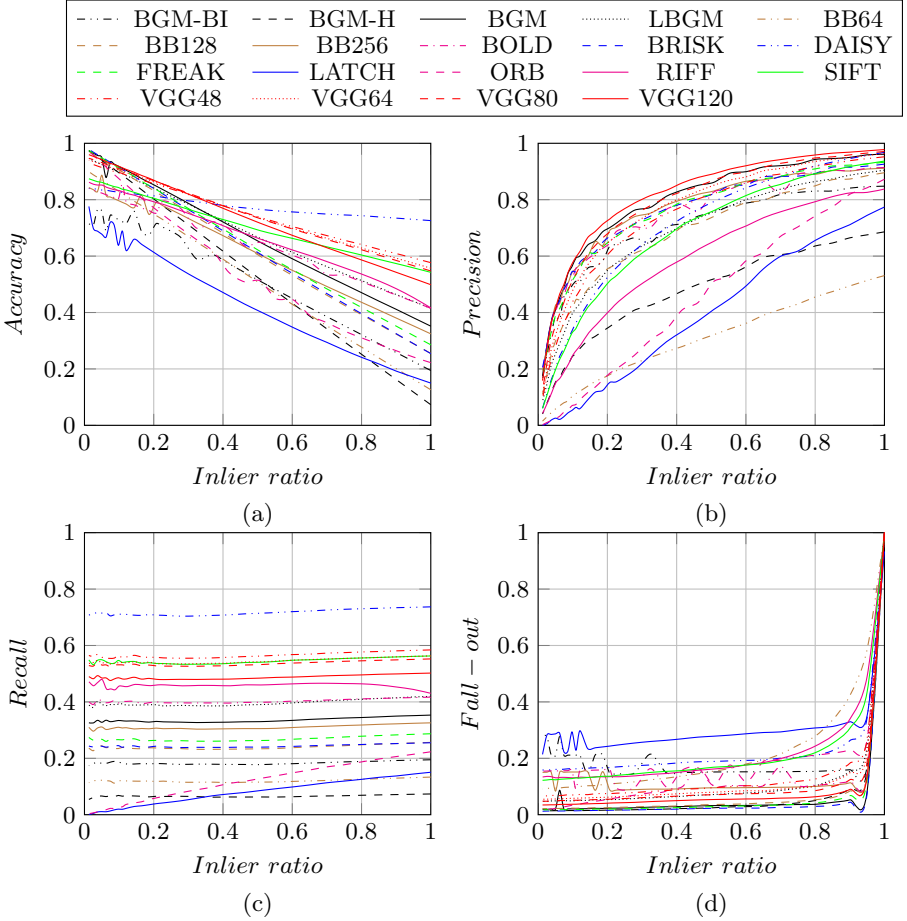 BGM-BI BGM-H BGM LBGM BB64
BB128 BB256 BOLD BRISK DAISY
FREAK LATCH ORB RIFF SIFT
VGG48 VGG64 VGG80 VGG120
1
0.8
0.6
0.4
0.2
0
0 0.2 0.4 0.6 0.8 1
Accuracy
Inlier ratio
(a)
1
0.8
0.6
0.4
0.2
0
0 0.2 0.4 0.6 0.8 1
Precision
Inlier ratio
(b)
1
0.8
0.6
0.4
0.2
0
0 0.2 0.4 0.6 0.8 1
Recall
Inlier ratio
(c)
1
0.8
0.6
0.4
0.2
0
0 0.2 0.4 0.6 0.8 1
Fall − out
Inlier ratio
(d)